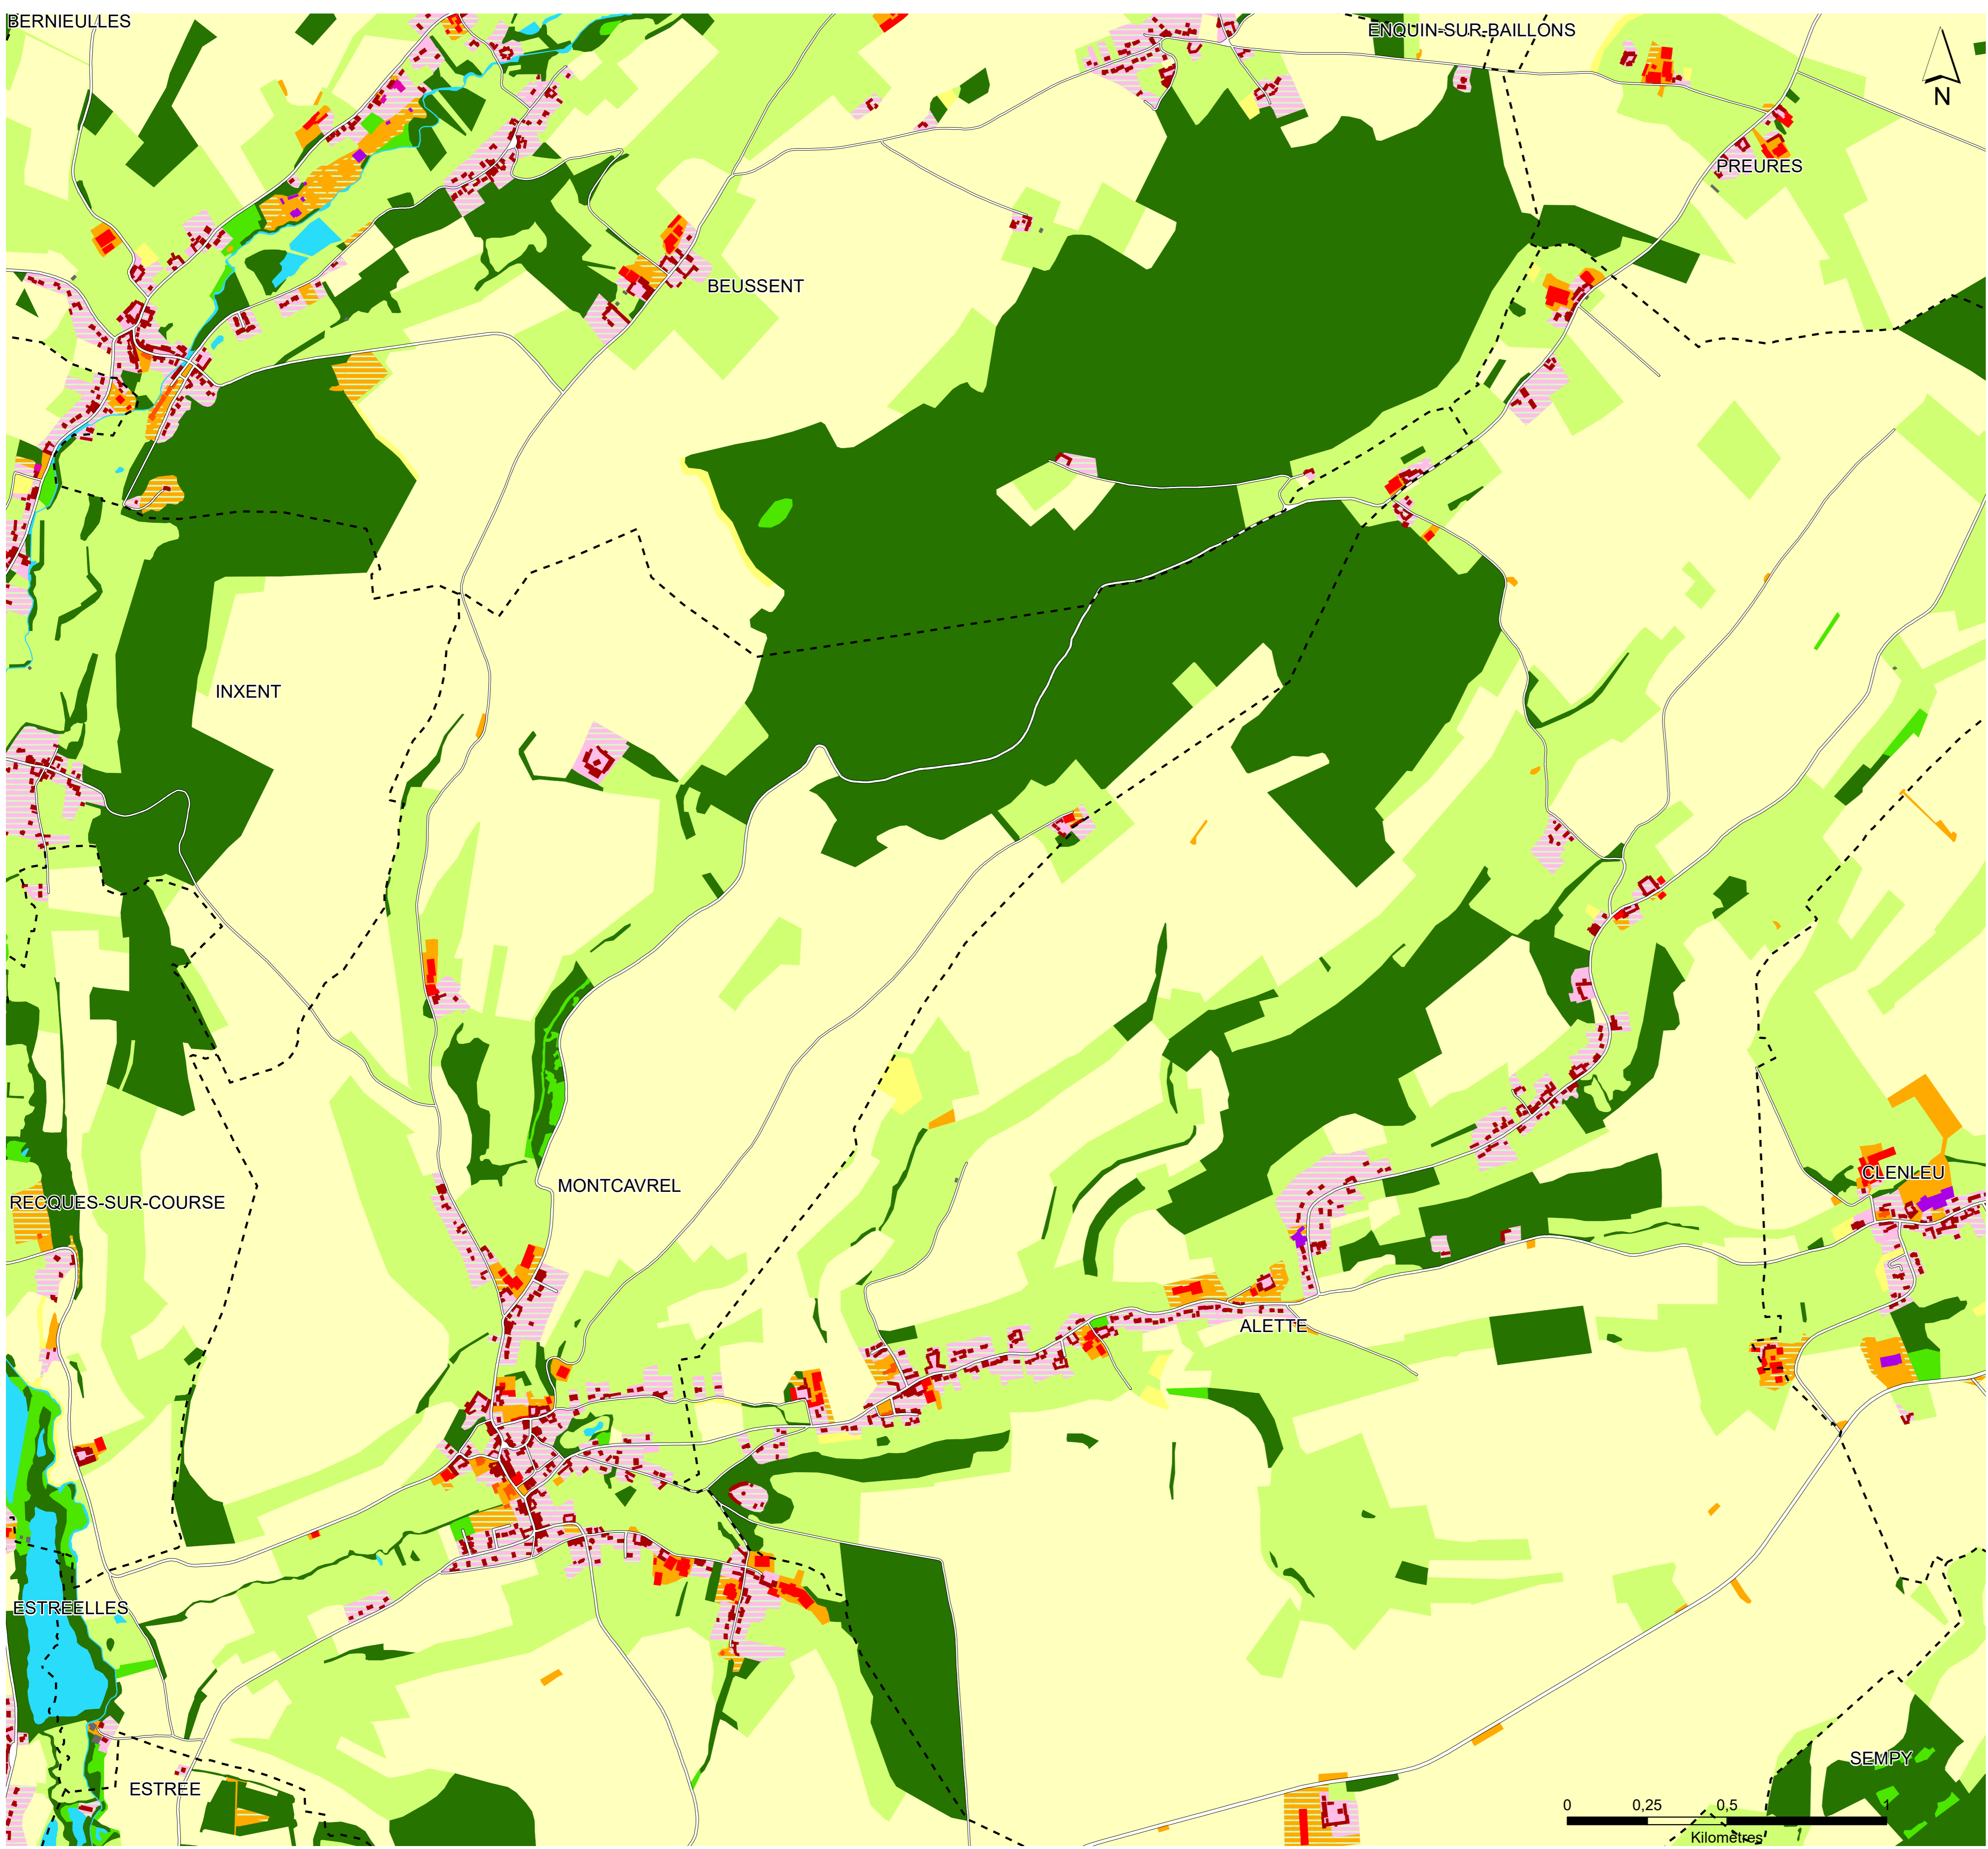 BERNIEULLES
ENQUIN-SUR-BAILLONS
N
PREURES
BEUSSENT
INXENT
CLENLEU
MONTCAVREL
RECQUES-SUR-COURSE
ALETTE
ESTREELLES
SEMPY
ESTREE
0 0,25 0,5 1
Kilomètres